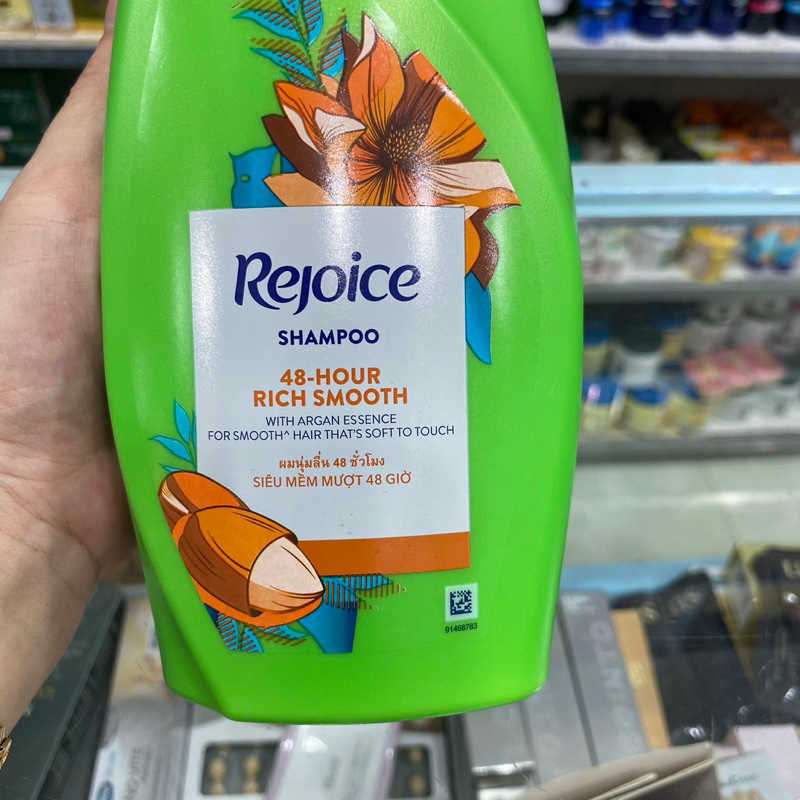 Rejoice
SHAMPOO
48-HOUR
RICH SMOOTH
WITH ARGAN ESSENCE
FOR SMOOTH^ HAIR THAT'S SOFT TO TOUCH
ผมนุ่มลื่น 48 ชั่วโมง
SIÊU MỀM MƯỢT 48 GIỜ
91468783